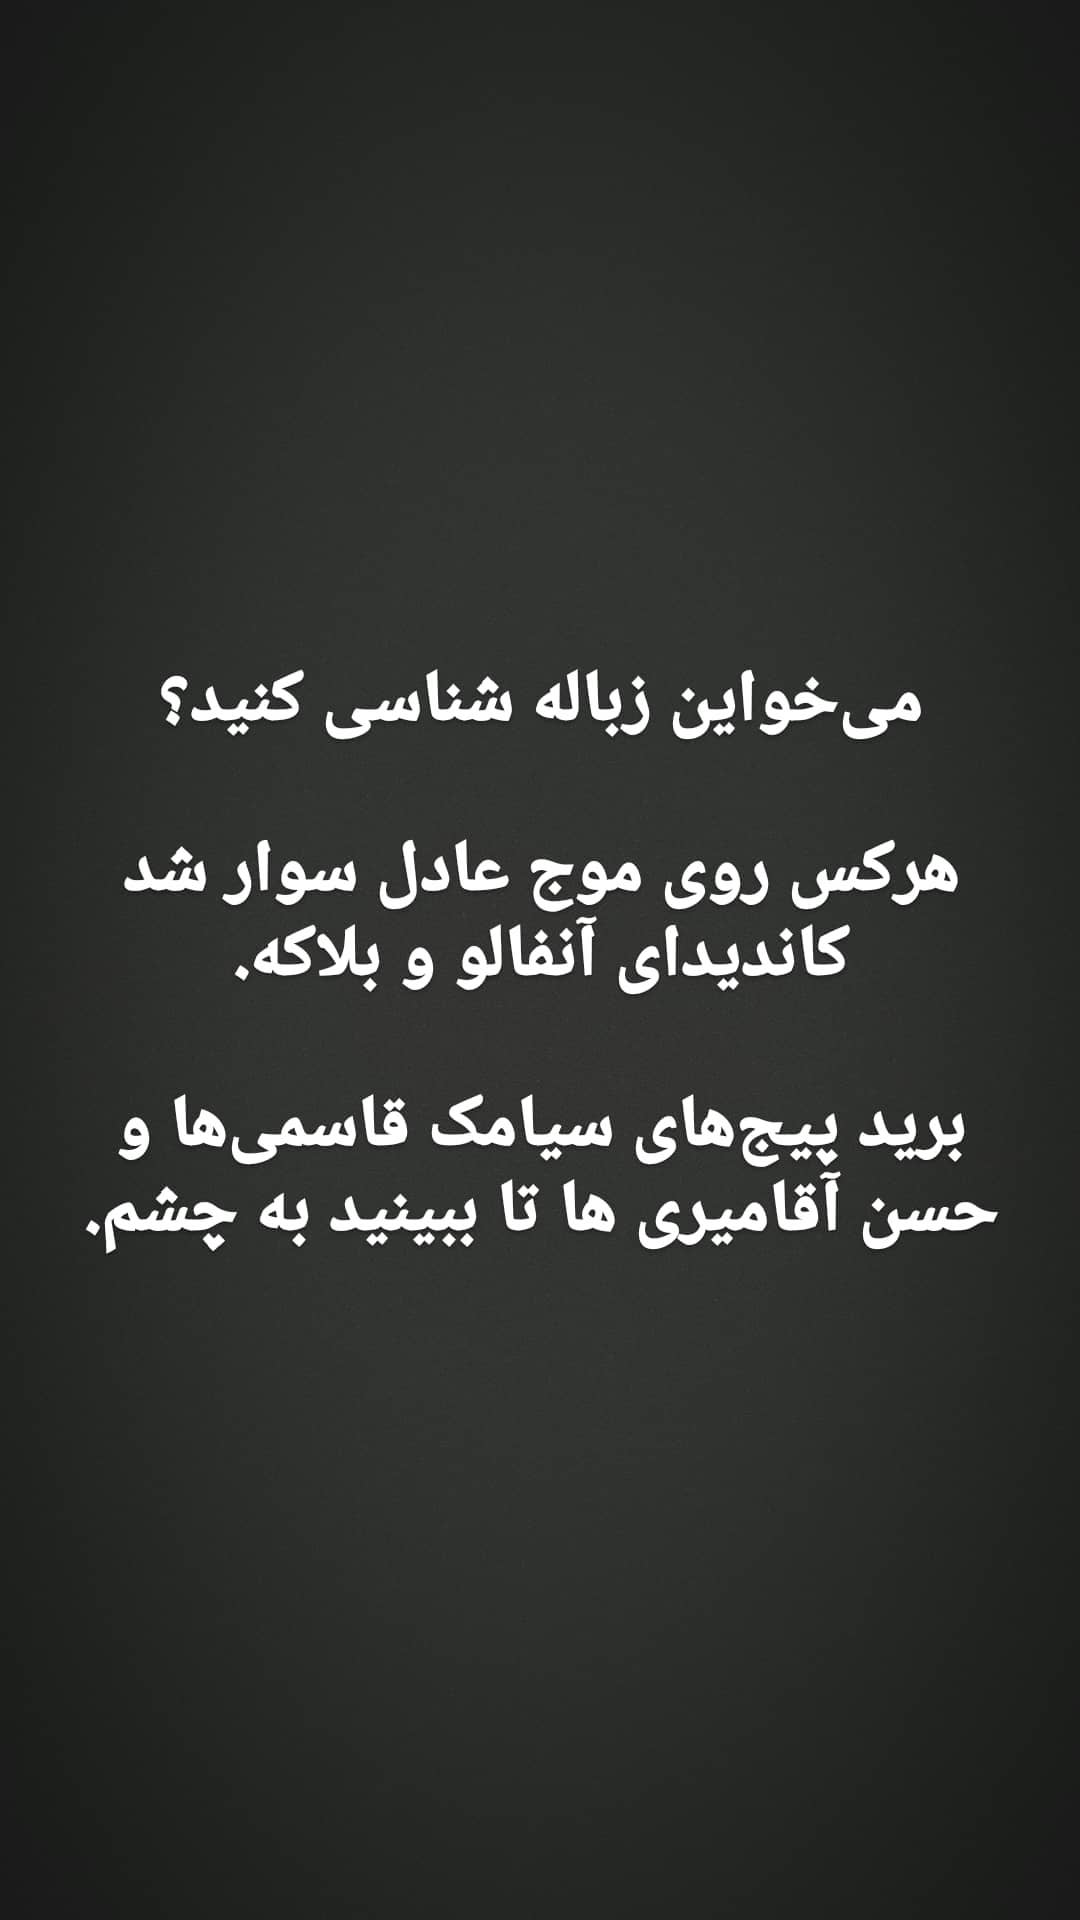 می‌خواین زباله شناسی کنید؟
هرکس روی موج عادل سوار شد
کاندیدای آنفالو و بلاکه.
برید پیج‌های سیامک قاسمی‌ها و
حسن آقامیری ها تا ببینید به چشم.